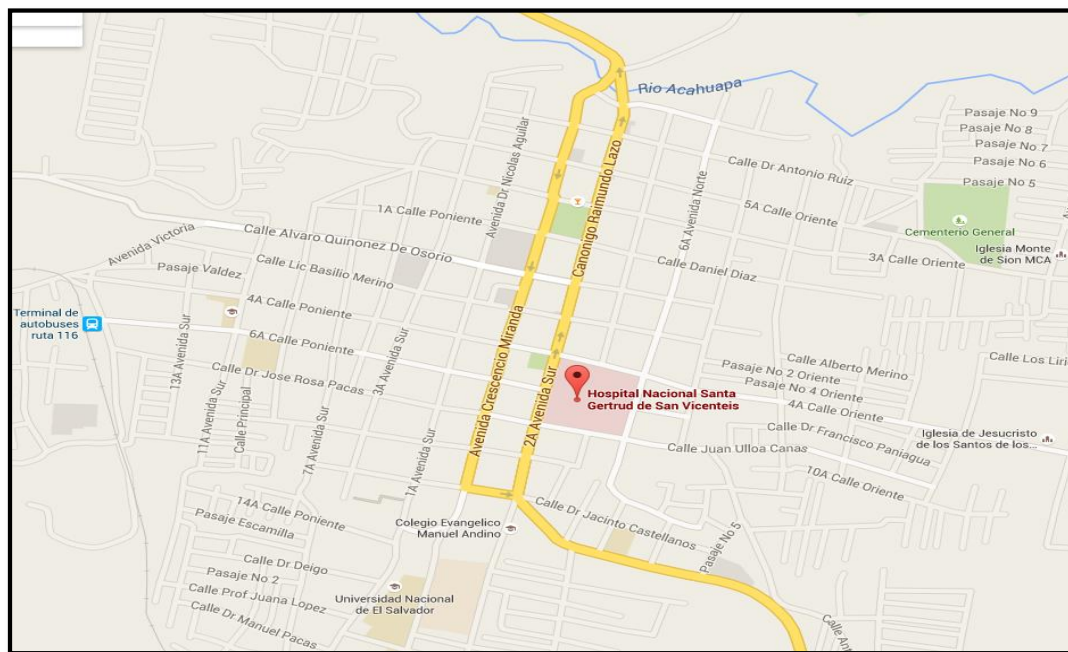 Rio Acahuapa
Pasaje No 9
Pasaje No 8
Pasaje No 7
Pasaje No 6
Pasaje No 5
Calle Dr Antonio Ruiz
Avenida Dr Nicolas Aguilar
Canonigo Raimundo Lazo
6A Avenida Norte
1A Calle Poniente
5A Calle Oriente
Cementerio General
Avenida Victoria
Calle Alvaro Quinonez De Osorio
Iglesia Monte
de Sion MCA
3A Calle Oriente
Calle Daniel Diaz
Pasaje Valdez
Calle Lic Basilio Merino
4A Calle Poniente
Terminal de
autobuses
ruta 116
6A Calle Poniente
Avenida Crescencio Miranda
13A Avenida Sur
3A Avenida Sur
Calle Dr Jose Rosa Pacas
Calle Alberto Merino
Calle Los Liri
Pasaje No 2 Oriente
Pasaje No 4 Oriente
4A Calle Oriente
Hospital Nacional Santa
Gertrud de San Vicenteis
2A Avenida Sur
11A Avenida Sur
Calle Principal
7A Avenida Sur
1A Avenida Sur
Calle Dr Francisco Paniagua
Iglesia de Jesucristo
de los Santos de los...
Calle Juan Ulloa Canas
10A Calle Oriente
14A Calle Poniente
Pasaje Escamilla
Calle Dr Jacinto Castellanos
Colegio Evangelico
Manuel Andino
Pasaje No 5
Calle Dr Deigo
Pasaje No 2
Calle Prof Juana Lopez
Calle Dr Manuel Pacas
Universidad Nacional
de El Salvador